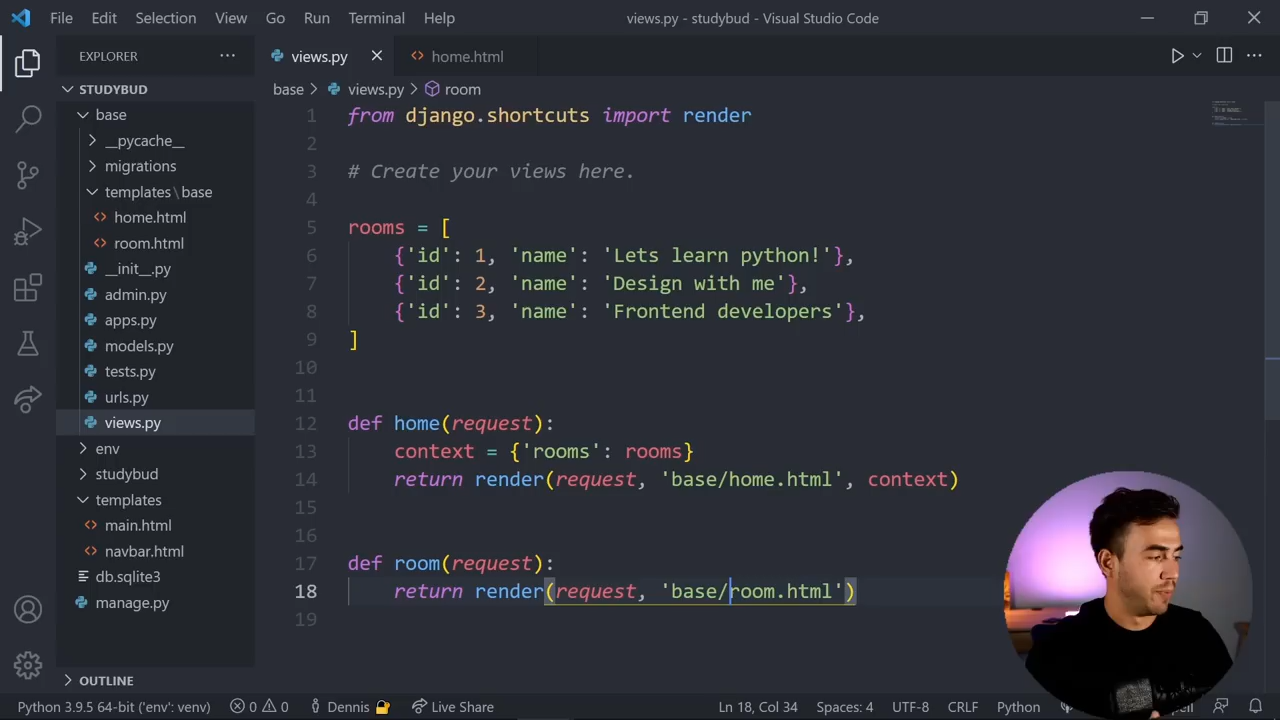 File Edit Selection View Go Run Terminal Help views.py - studybud - Visual Studio Code
EXPLORER
views.py home.html
STUDYBUD
base > views.py > room
base
__pycache__
migrations
templates\base
home.html
room.html
__init__.py
admin.py
apps.py
models.py
tests.py
urls.py
views.py
env
studybud
templates
main.html
navbar.html
db.sqlite3
manage.py
OUTLINE
1 from django.shortcuts import render
2
3 # Create your views here.
4
5 rooms = [
6 {'id': 1, 'name': 'Lets learn python!'},
7 {'id': 2, 'name': 'Design with me'},
8 {'id': 3, 'name': 'Frontend developers'},
9 ]
10
11
12 def home(request):
13 context = {'rooms': rooms}
14 return render(request, 'base/home.html', context)
15
16
17 def room(request):
18 return render(request, 'base/room.html')
19
Python 3.9.5 64-bit ('env': venv) 0 0 Dennis Live Share Ln 18, Col 34 Spaces: 4 UTF-8 CRLF Python